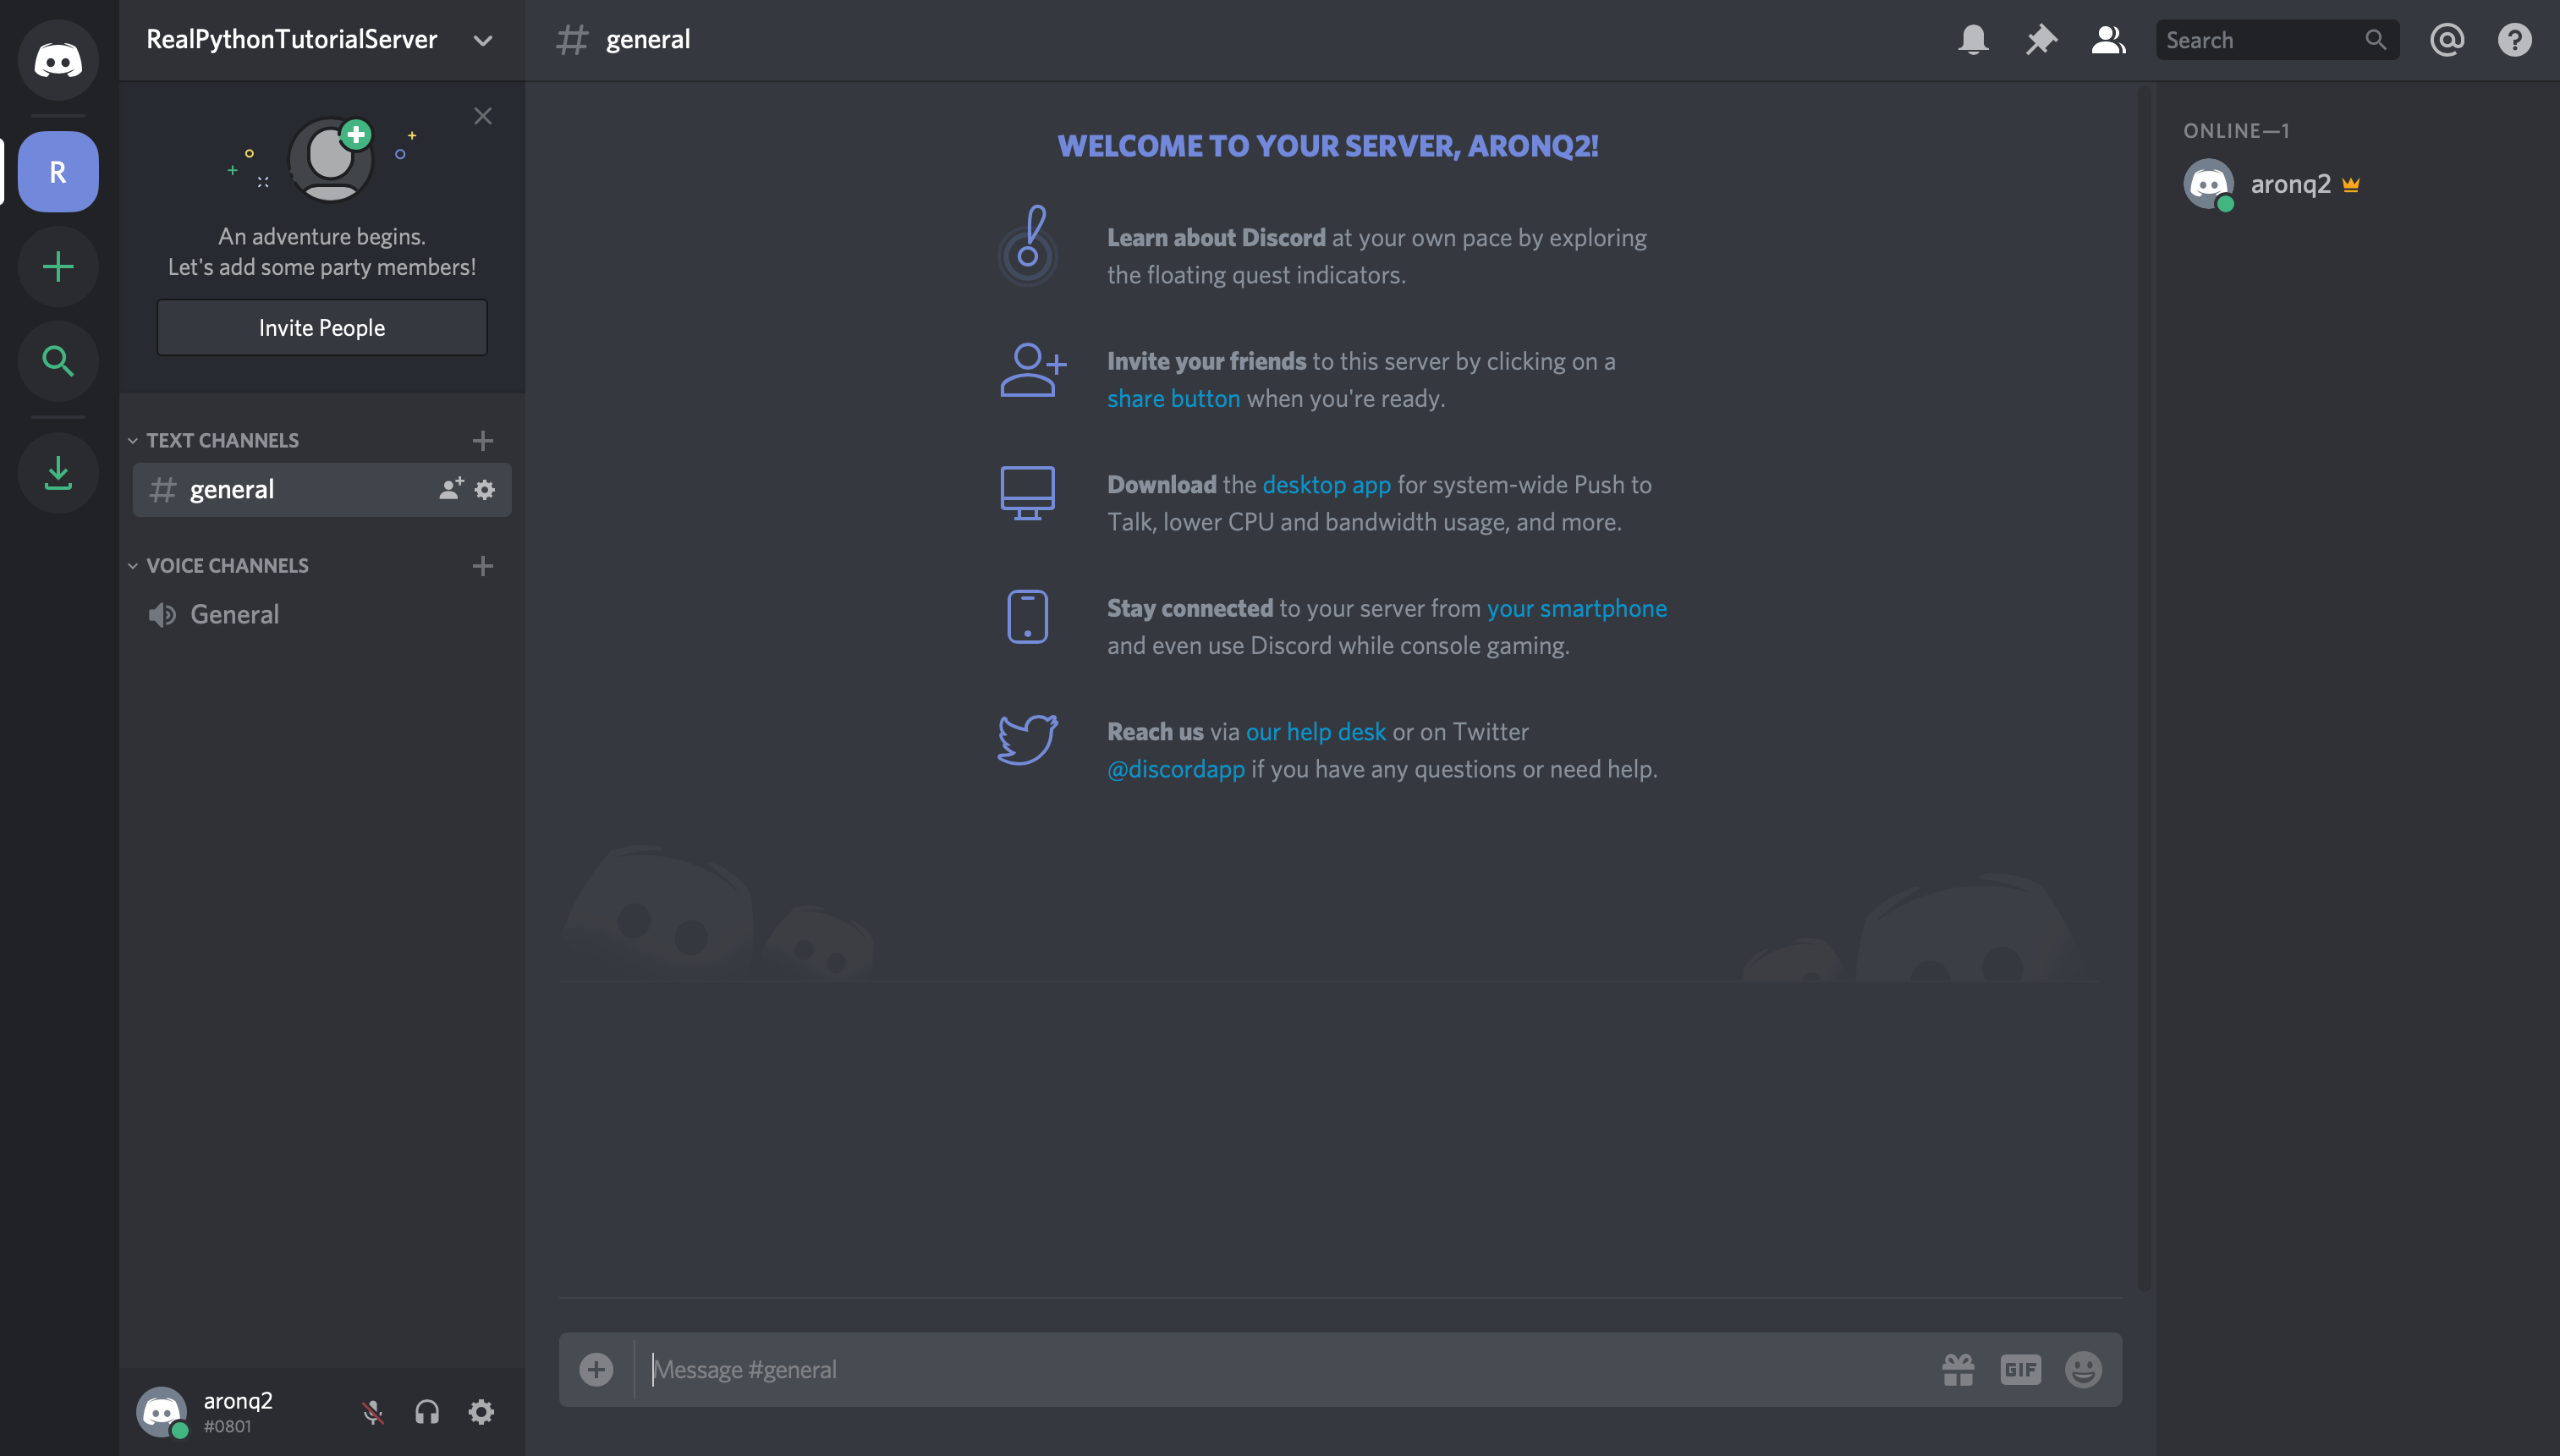 RealPythonTutorialServer
general
Search
R
An adventure begins.
Let's add some party members!
Invite People
TEXT CHANNELS
general
VOICE CHANNELS
General
WELCOME TO YOUR SERVER, ARONQ2!
Learn about Discord at your own pace by exploring
the floating quest indicators.
Invite your friends to this server by clicking on a
share button when you're ready.
Download the desktop app for system-wide Push to
Talk, lower CPU and bandwidth usage, and more.
Stay connected to your server from your smartphone
and even use Discord while console gaming.
Reach us via our help desk or on Twitter
@discordapp if you have any questions or need help.
ONLINE—1
aronq2
Message #general
GIF
aronq2
#0801